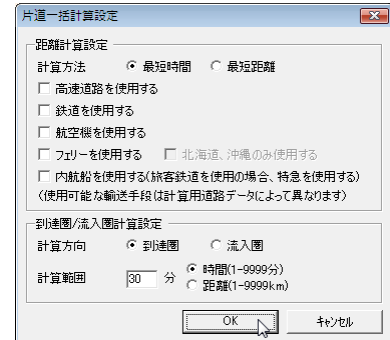 片道一括計算設定
距離計算設定
計算方法 最短時間 最短距離
高速道路を使用する
鉄道を使用する
航空機を使用する
フェリーを使用する 北海道、沖縄のみ使用する
内航船を使用する(旅客鉄道を使用の場合、特急を使用する)
(使用可能な輸送手段は計算用道路データによって異なります)
到達圏/流入圏計算設定
計算方向 到達圏 流入圏
計算範囲 30 分 時間(1-9999分)
距離(1-9999km)
OK キャンセル